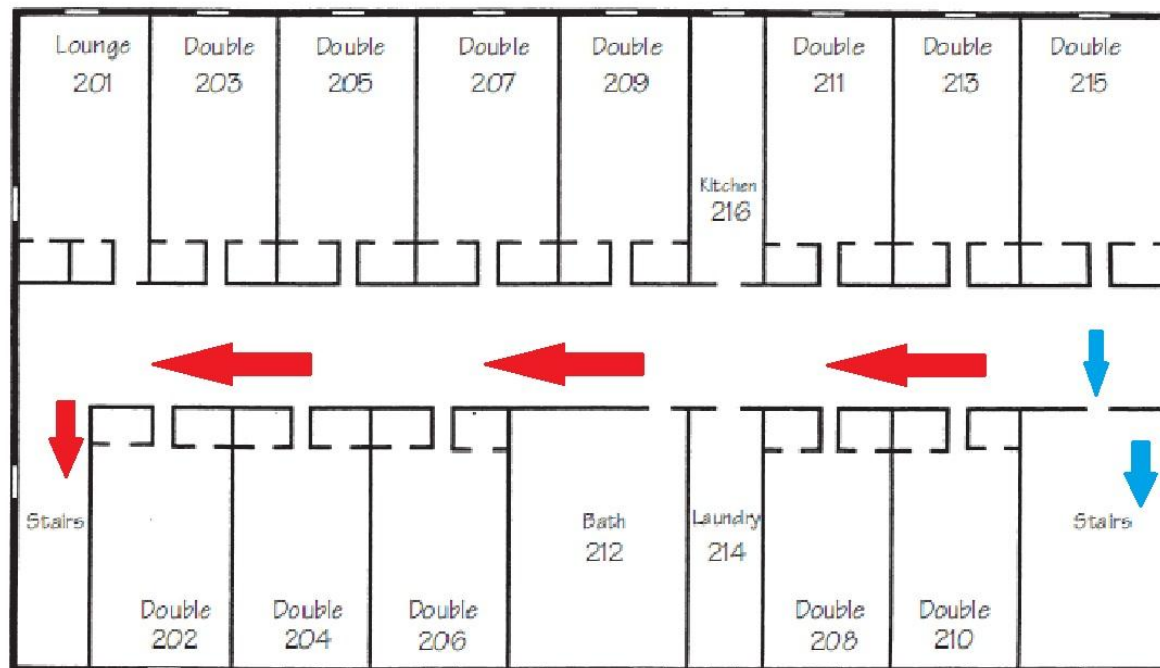 Lounge
201
Double
203
Double
205
Double
207
Double
209
Kitchen
216
Double
211
Double
213
Double
215
Stairs
Double
202
Double
204
Double
206
Bath
212
Laundry
214
Double
208
Double
210
Stairs